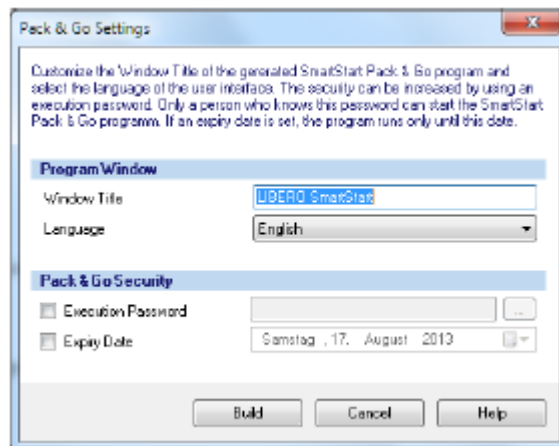 Pack & Go Settings
Customize the Window Title of the generated SmartStart Pack & Go program and
select the language of the user interface. The security can be increased by using an
execution password. Only a person who knows this password can start the SmartStart
Pack & Go programm. If an expiry date is set, the program runs only until this date.
Program Window
Window Title LIBERO SmartStart
Language English
Pack & Go Security
Execution Password ...
Expiry Date Samstag , 17. August 2013
Build Cancel Help